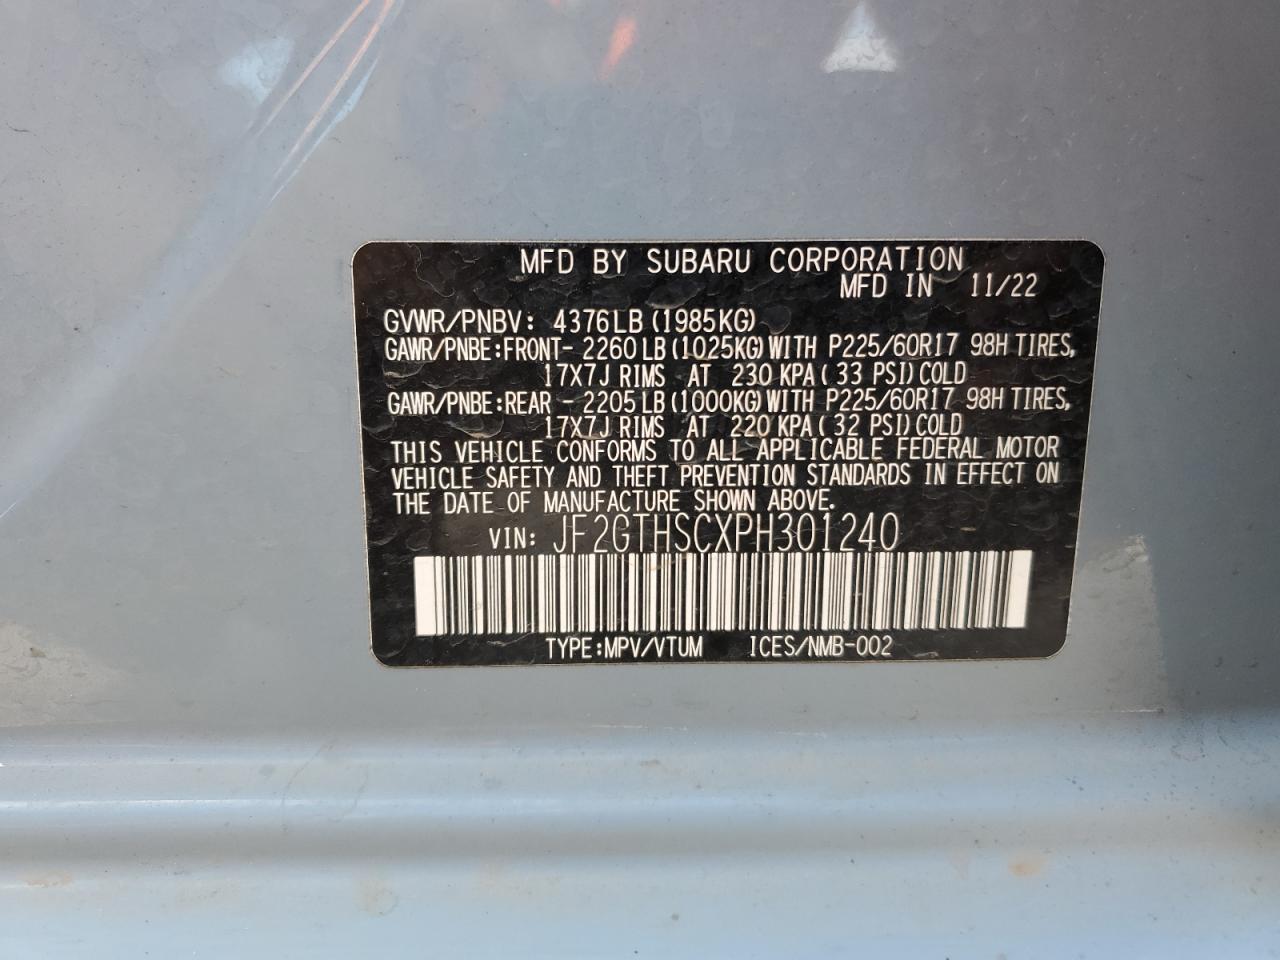 MFD BY SUBARU CORPORATION
MFD IN 11/22
GVWR/PNBV: 4376LB (1985KG)
GAWR/PNBE:FRONT- 2260LB (1025KG) WITH P225/60R17 98H TIRES,
17X7J RIMS AT 230 KPA ( 33 PSI) COLD
GAWR/PNBE:REAR - 2205LB (1000KG) WITH P225/60R17 98H TIRES,
17X7J RIMS AT 220 KPA ( 32 PSI) COLD
THIS VEHICLE CONFORMS TO ALL APPLICABLE FEDERAL MOTOR
VEHICLE SAFETY AND THEFT PREVENTION STANDARDS IN EFFECT ON
THE DATE OF MANUFACTURE SHOWN ABOVE.
VIN: JF2GTHSCXPH301240
TYPE:MPV/VTUM ICES/NMB-002